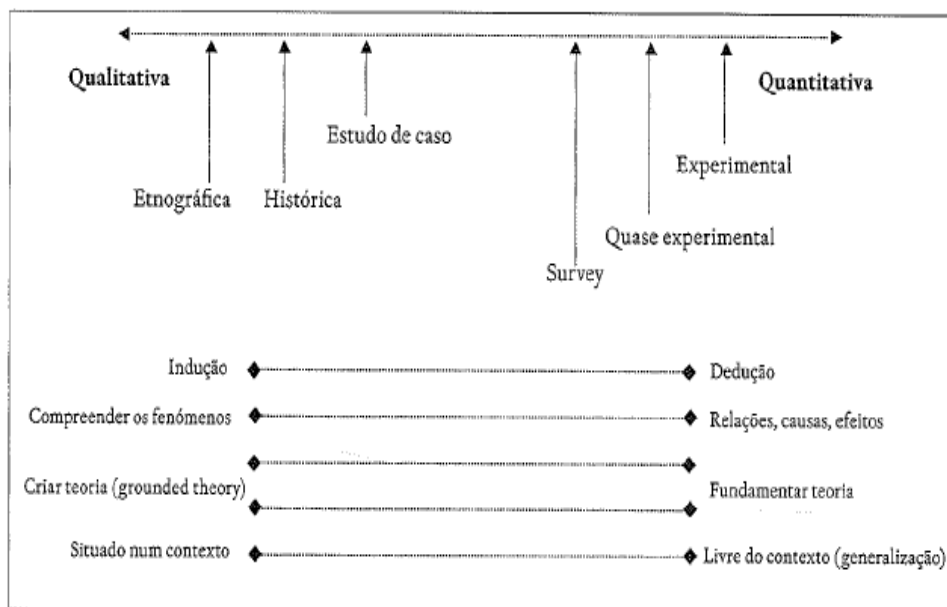 Qualitativa
Quantitativa
Estudo de caso
Experimental
Etnográfica
Histórica
Quase experimental
Survey
Indução
Dedução
Compreender os fenómenos
Relações, causas, efeitos
Criar teoria (grounded theory)
Fundamentar teoria
Situado num contexto
Livre do contexto (generalização)